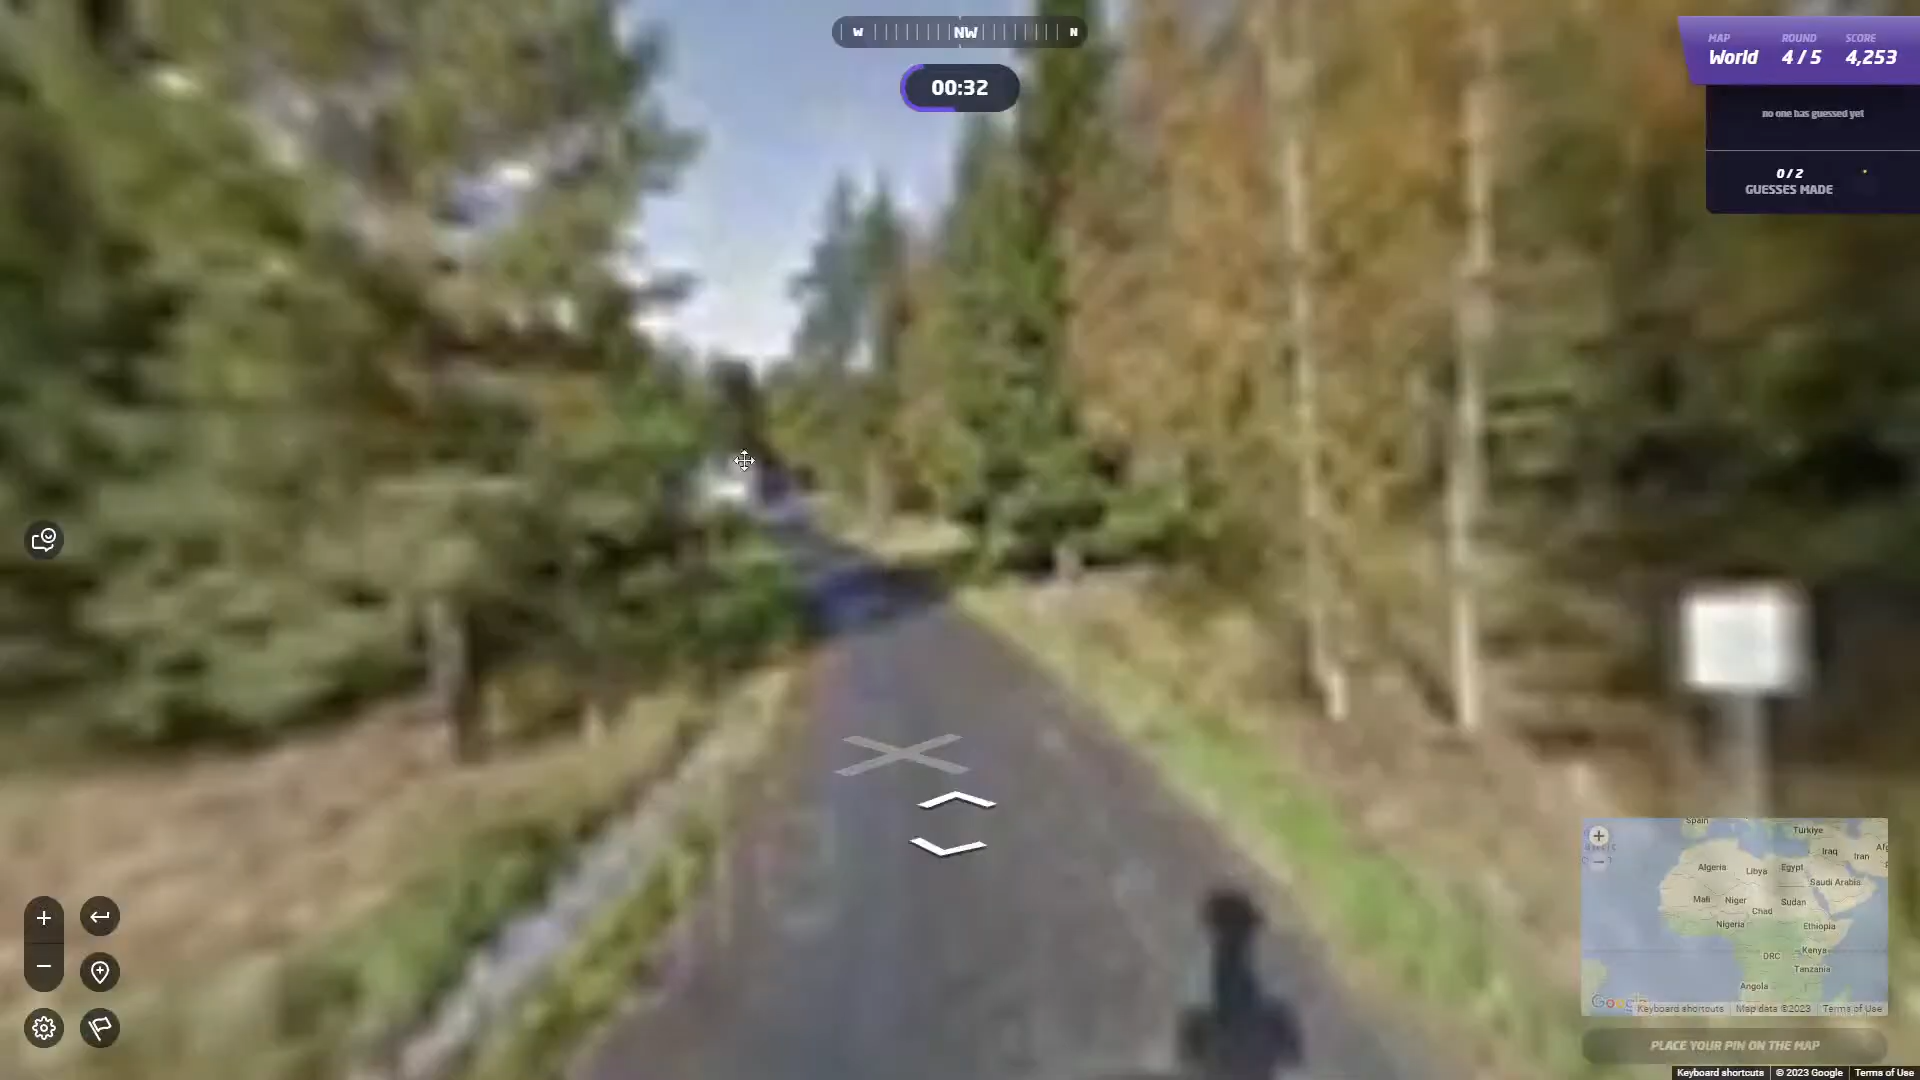 W NW N
00:32
MAP ROUND SCORE
World 4 / 5 4,253
no one has guessed yet
0 / 2
GUESSES MADE
Spain
Türkiye
Iraq
Iran
Algeria
Libya
Egypt
Saudi Arabia
Mali
Niger
Chad
Sudan
Nigeria
Ethiopia
DRC
Kenya
Tanzania
Angola
Google
Keyboard shortcuts Map data ©2023 Terms of Use
PLACE YOUR PIN ON THE MAP
Keyboard shortcuts © 2023 Google Terms of Use